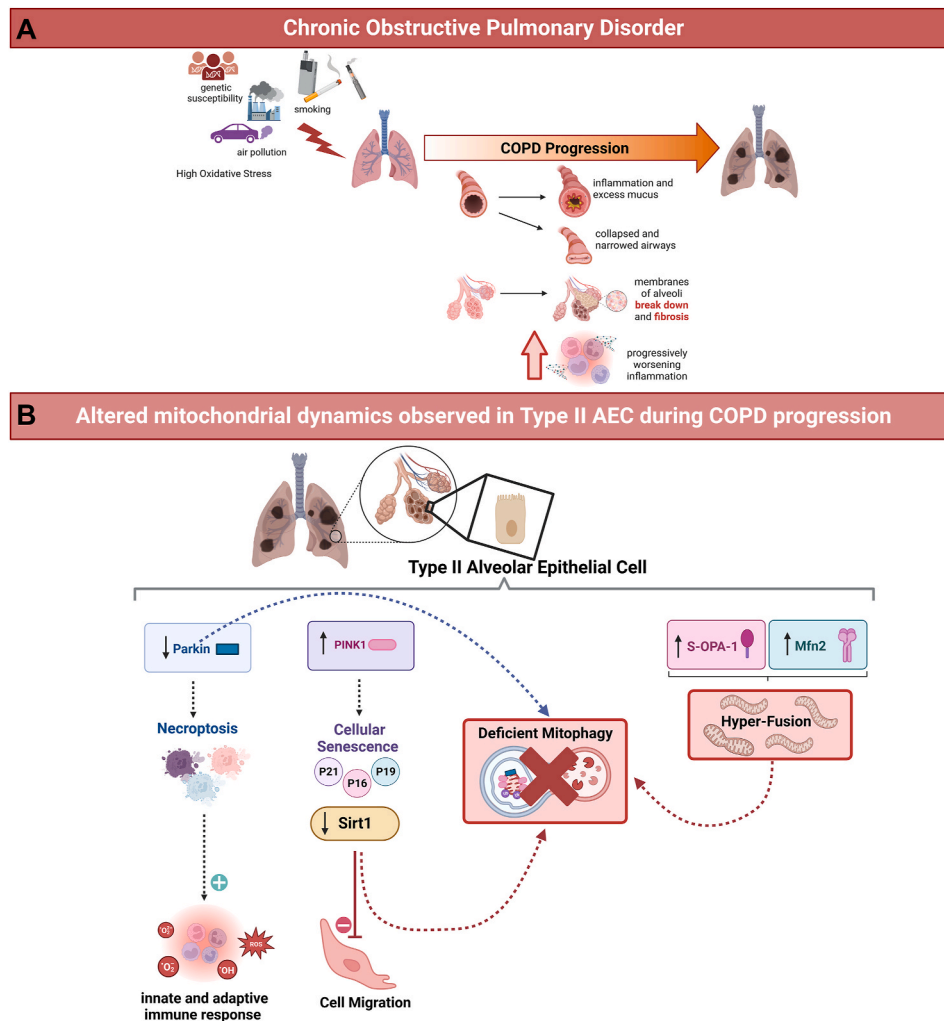 A
Chronic Obstructive Pulmonary Disorder
genetic
susceptibility
smoking
air pollution
High Oxidative Stress
COPD Progression
inflammation and
excess mucus
collapsed and
narrowed airways
membranes
of alveoli
break down
and fibrosis
progressively
worsening
inflammation
B
Altered mitochondrial dynamics observed in Type II AEC during COPD progression
Type II Alveolar Epithelial Cell
Parkin
PINK1
S-OPA-1
Mfn2
Necroptosis
Cellular
Senescence
P21
P16
P19
Sirt1
Deficient Mitophagy
Hyper-Fusion
ROS
•O₂⁻
•OH
innate and adaptive
immune response
Cell Migration